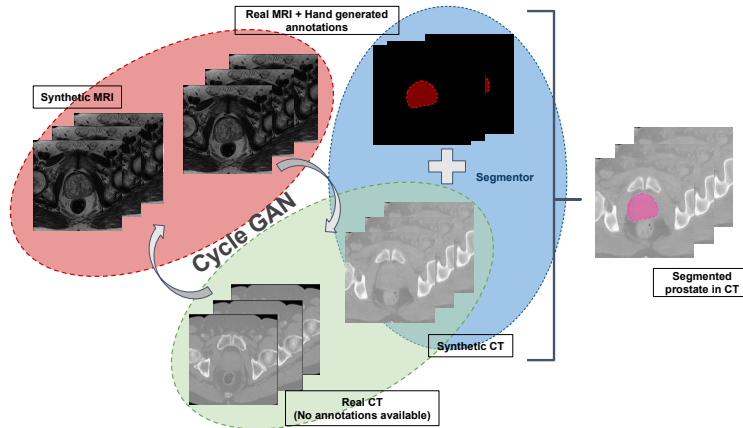 Real MRI + Hand generated
annotations
Synthetic MRI
Segmentor
Cycle GAN
Segmented
prostate in CT
Synthetic CT
Real CT
(No annotations available)